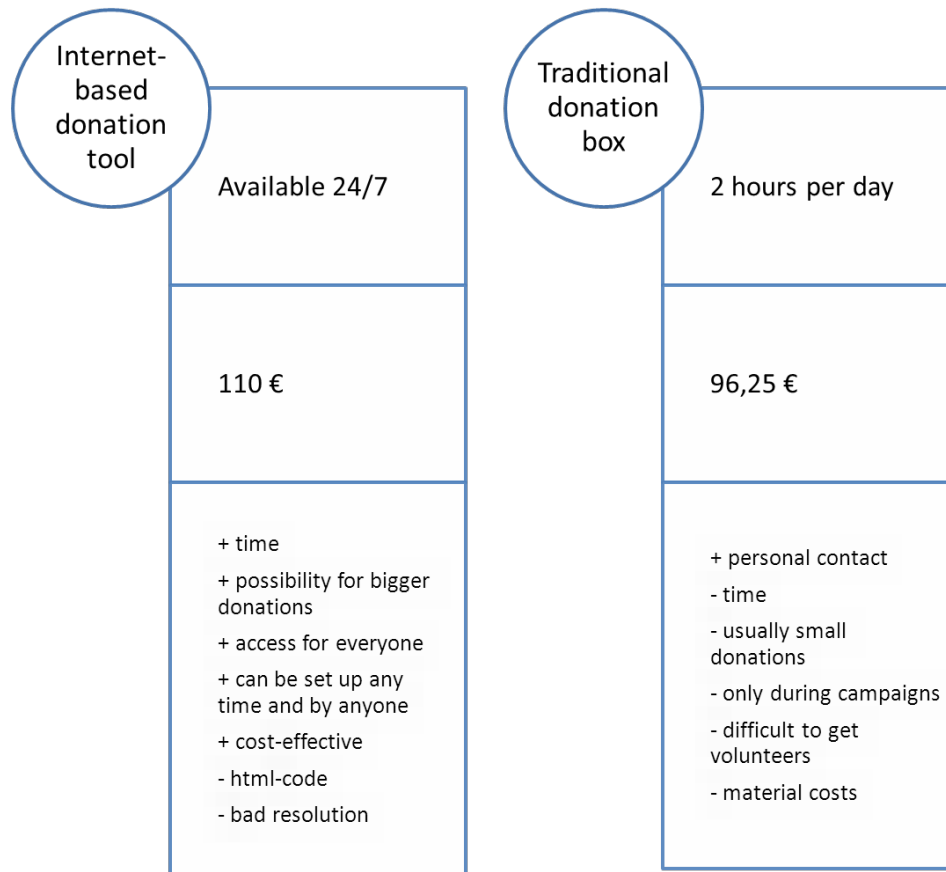 Internet-
based
donation
tool
Available 24/7
110 €
+ time
+ possibility for bigger
donations
+ access for everyone
+ can be set up any
time and by anyone
+ cost-effective
- html-code
- bad resolution
Traditional
donation
box
2 hours per day
96,25 €
+ personal contact
- time
- usually small
donations
- only during campaigns
- difficult to get
volunteers
- material costs